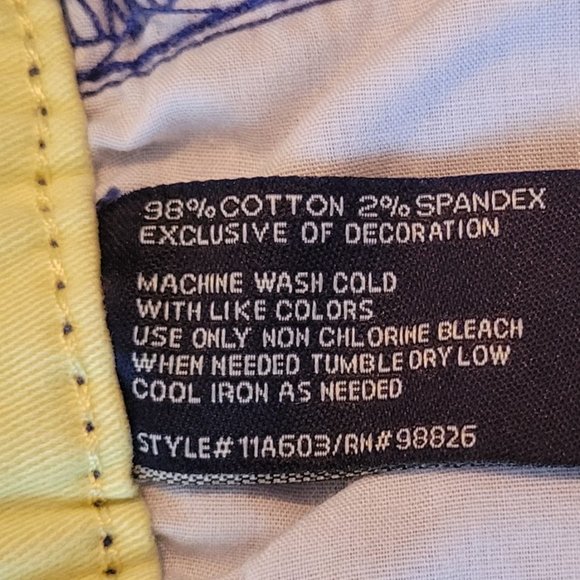 98% COTTON 2% SPANDEX
EXCLUSIVE OF DECORATION
MACHINE WASH COLD
WITH LIKE COLORS
USE ONLY NON CHLORINE BLEACH
WHEN NEEDED TUMBLE DRY LOW
COOL IRON AS NEEDED
STYLE# 11A603/RN# 98826